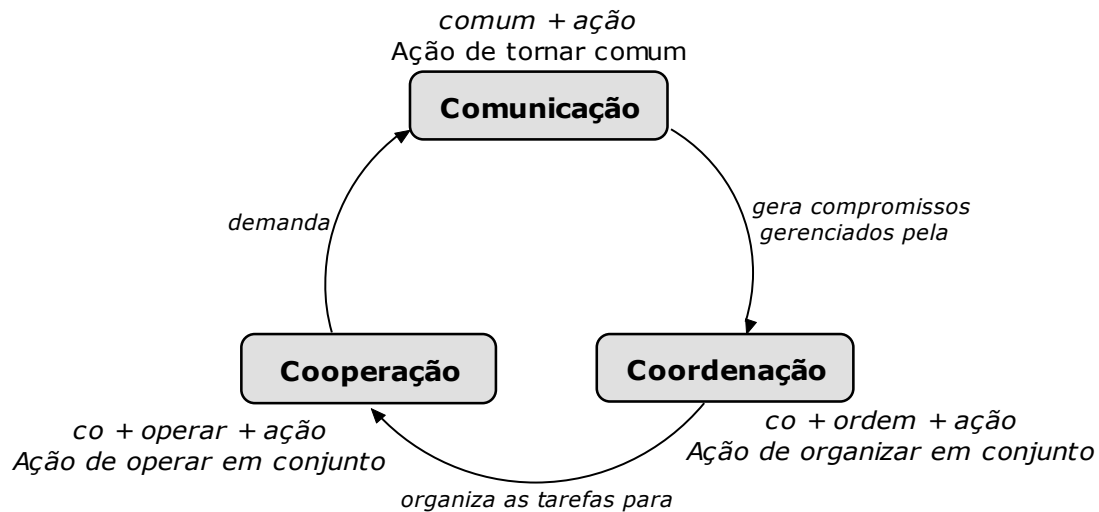 comum + ação
Ação de tornar comum
Comunicação
demanda
gera compromissos
gerenciados pela
Cooperação
Coordenação
co + operar + ação
Ação de operar em conjunto
co + ordem + ação
Ação de organizar em conjunto
organiza as tarefas para